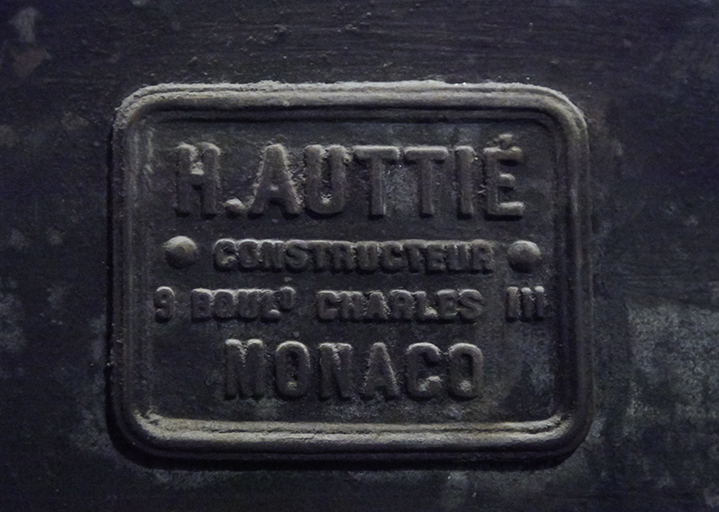 H. AUTTIÉ
CONSTRUCTEUR
9 BOULD CHARLES III
MONACO